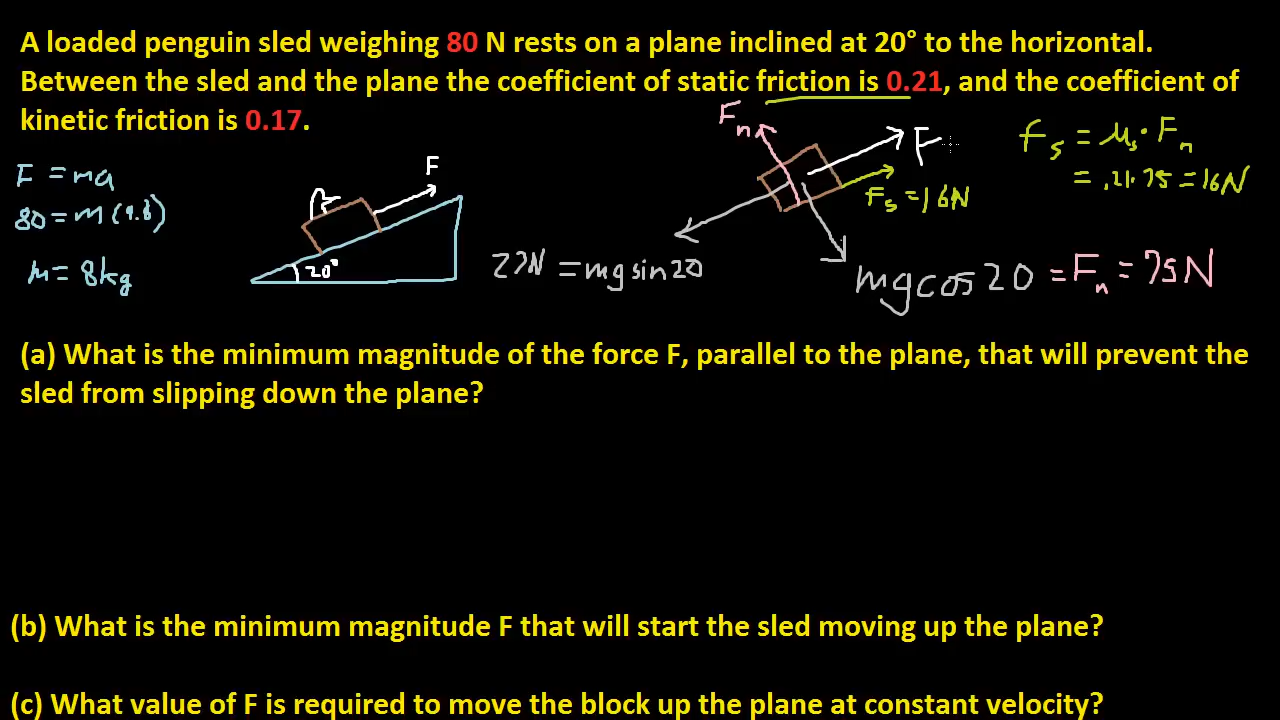 A loaded penguin sled weighing 80 N rests on a plane inclined at 20° to the horizontal.
Between the sled and the plane the coefficient of static friction is 0.21, and the coefficient of
kinetic friction is 0.17.
F = ma
80 = m (9.8)
m = 8kg
F
20°
Fn
F
Fs = 16N
27N = mg sin 20
mg cos 20 = Fn = 75N
fs = μs · Fn
= .21 · 75 = 16N
(a) What is the minimum magnitude of the force F, parallel to the plane, that will prevent the
sled from slipping down the plane?
(b) What is the minimum magnitude F that will start the sled moving up the plane?
(c) What value of F is required to move the block up the plane at constant velocity?